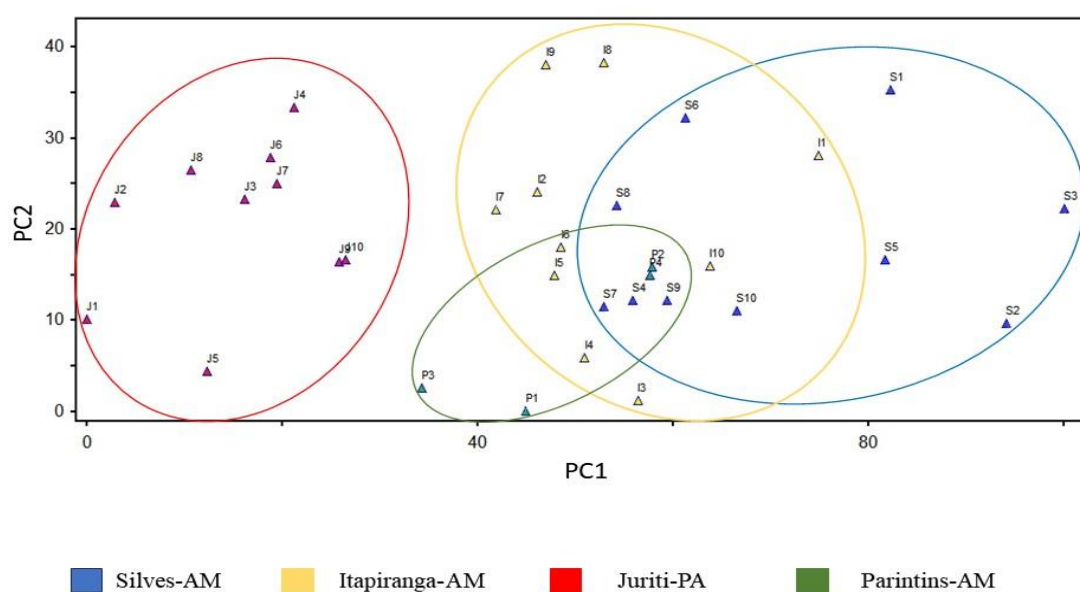 40
I9 I8
S1
J4
S6
30
J6 I1
J8
J7
J2 J3 I2
I7 S8 S3
20
I6
P2 I10 S5
J9 J10 I5 P4
S7 S4 S9
S10
10
J1 S2
I4
J5
P3
I3
0
P1
PC2
0 40 80
PC1
Silves-AM Itapiranga-AM Juriti-PA Parintins-AM